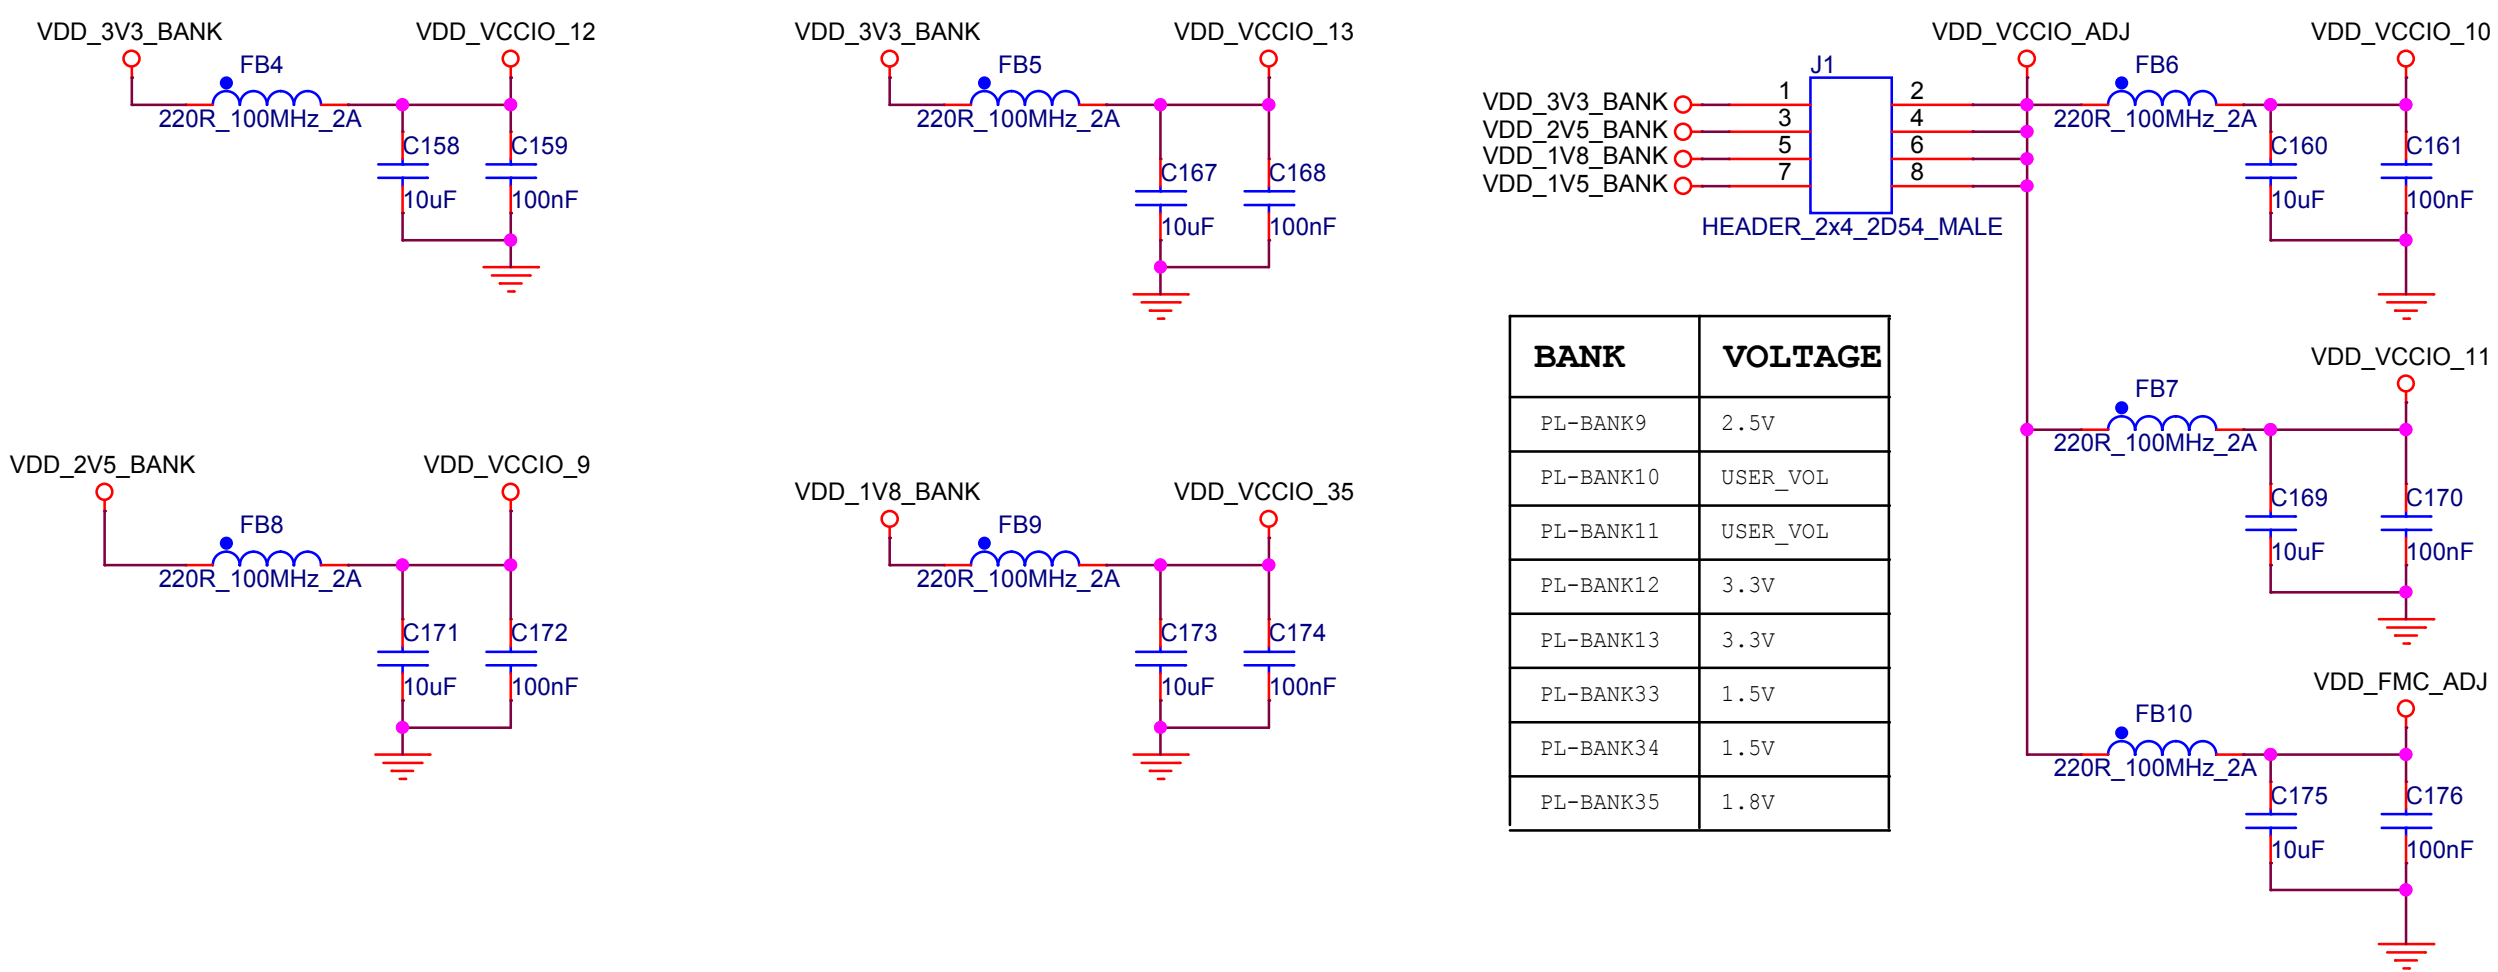 VDD_3V3_BANK
VDD_VCCIO_12
FB4
220R_100MHz_2A
C158
C159
10uF
100nF
VDD_3V3_BANK
VDD_VCCIO_13
FB5
220R_100MHz_2A
C167
C168
10uF
100nF
VDD_VCCIO_ADJ
VDD_VCCIO_10
J1
FB6
VDD_3V3_BANK 1 2
220R_100MHz_2A
VDD_2V5_BANK 3 4
VDD_1V8_BANK 5 6
VDD_1V5_BANK 7 8
HEADER_2x4_2D54_MALE
C160
C161
10uF
100nF
VDD_VCCIO_11
FB7
220R_100MHz_2A
C169
C170
10uF
100nF
VDD_FMC_ADJ
FB10
220R_100MHz_2A
C175
C176
10uF
100nF
VDD_2V5_BANK
VDD_VCCIO_9
FB8
220R_100MHz_2A
C171
C172
10uF
100nF
VDD_1V8_BANK
VDD_VCCIO_35
FB9
220R_100MHz_2A
C173
C174
10uF
100nF
BANK VOLTAGE
PL-BANK9 2.5V
PL-BANK10 USER_VOL
PL-BANK11 USER_VOL
PL-BANK12 3.3V
PL-BANK13 3.3V
PL-BANK33 1.5V
PL-BANK34 1.5V
PL-BANK35 1.8V